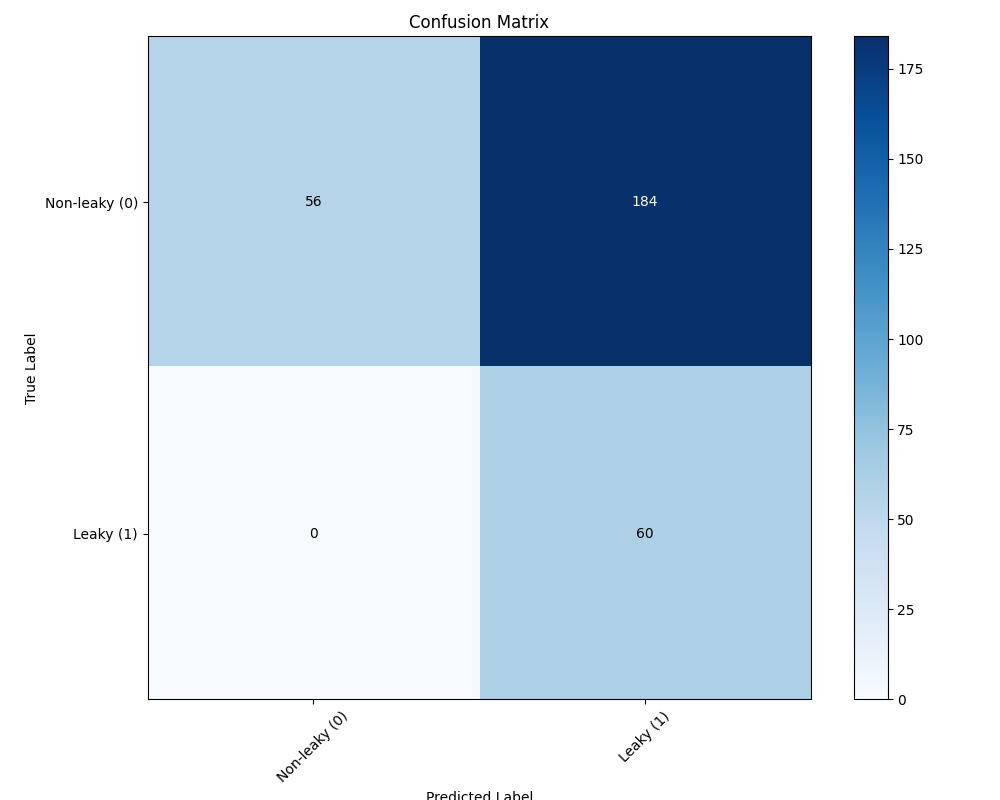 Confusion Matrix
Non-leaky (0)
56
184
True Label
Leaky (1)
0
60
Non-leaky (0)
Leaky (1)
Predicted Label
175
150
125
100
75
50
25
0